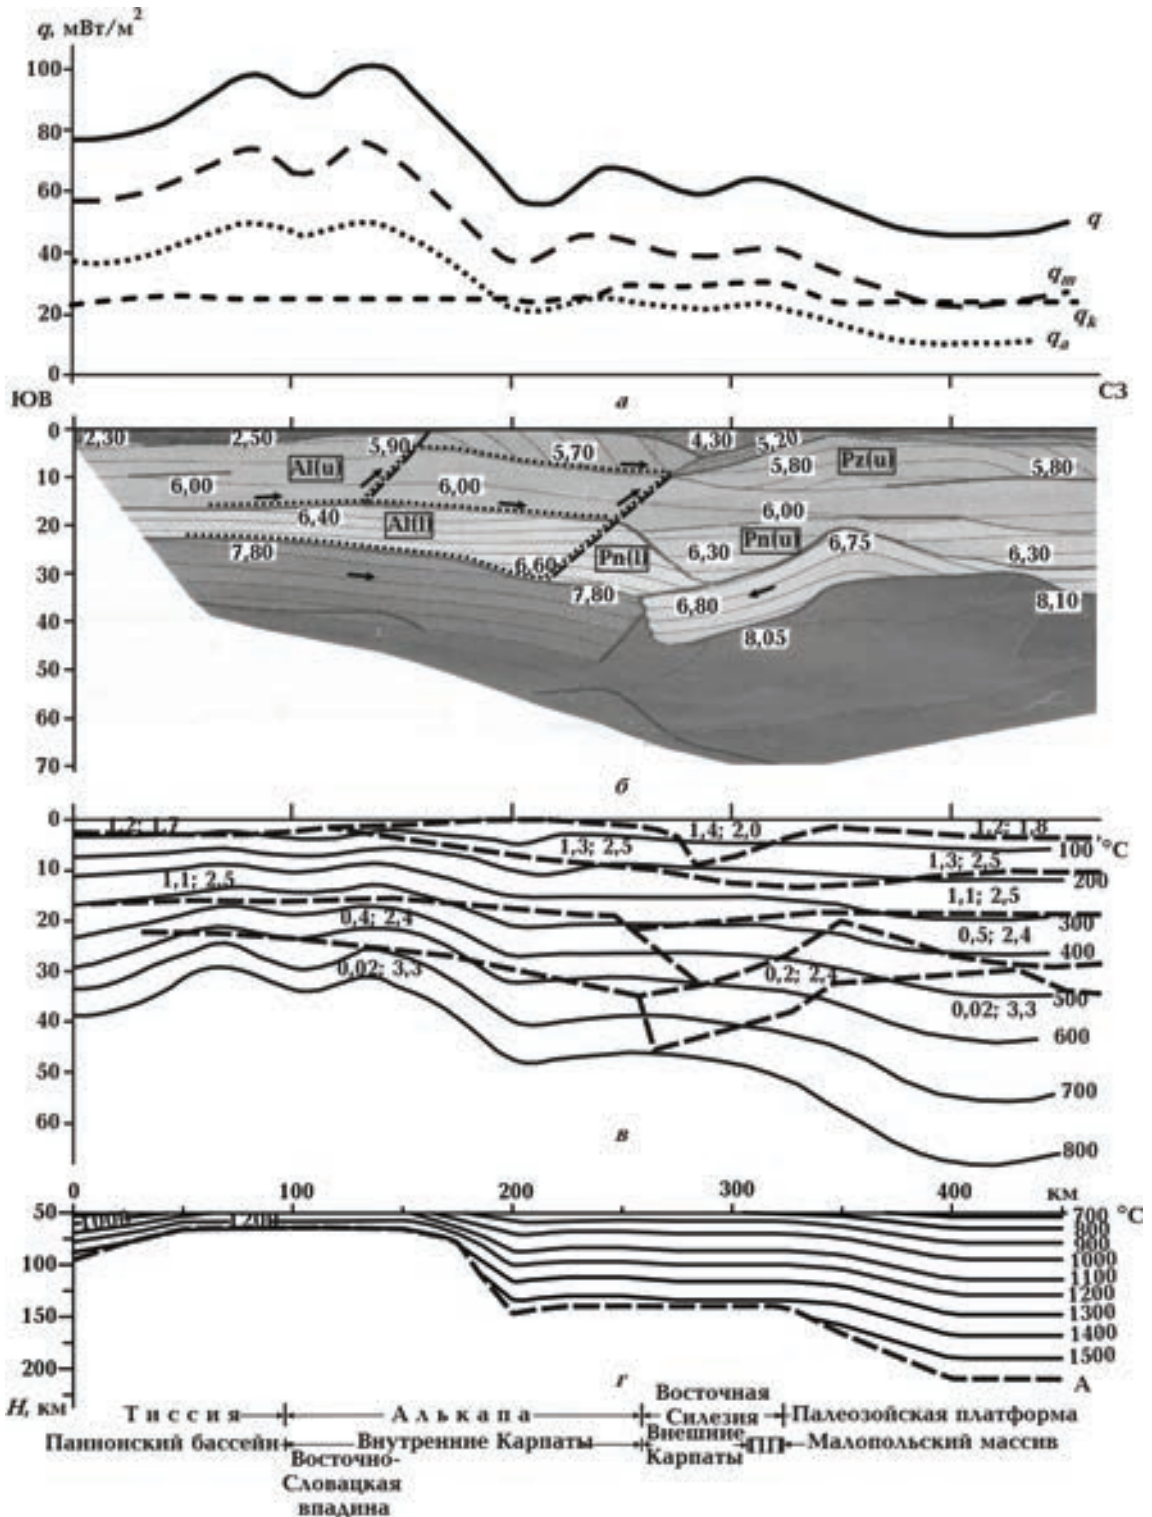 q, мВт/м²
100
80
60
40
20
0
q
qm
qk
qa
ЮВ
а
СЗ
0
10
20
30
40
50
60
70
2,30
2,50
5,90
5,70
4,30
5,20
5,80
Pz(u)
5,80
Al(u)
6,00
6,00
6,00
6,40
Al(l)
7,80
6,60
Pn(l)
6,30
Pn(u)
6,75
6,30
7,80
6,80
8,05
8,10
б
0
10
20
30
40
50
60
1,2; 1,7
1,4; 2,0
1,2; 1,8
1,3; 2,5
1,3; 2,5
1,1; 2,5
1,1; 2,5
0,4; 2,4
0,5; 2,4
0,02; 3,3
0,2; 2,4
0,02; 3,3
100 °C
200
300
400
500
600
700
800
в
0
100
200
300
400
км
50
100
150
200
H, км
1000
1200
700 °C
800
900
1000
1100
1200
1300
1400
1500
А
г
Тиссия
Алькапа
Восточная
Силезия
Палеозойская платформа
Паннонский бассейн
Внутренние Карпаты
Внешние
Карпаты
ПП
Малопольский массив
Восточно-
Словацкая
впадина